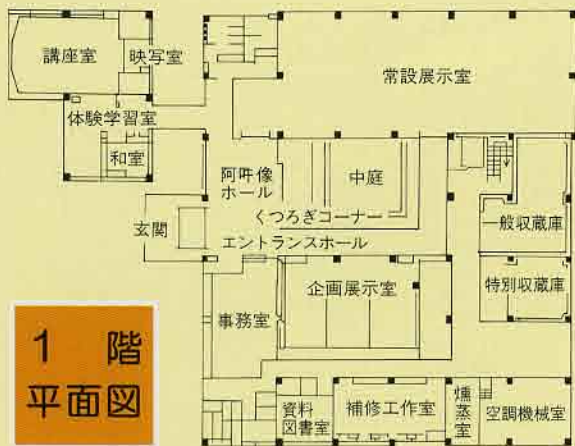 講座室
映写室
常設展示室
体験学習室
和室
阿吽像
ホール
中庭
くつろぎコーナー
一般収蔵庫
玄関
エントランスホール
企画展示室
特別収蔵庫
事務室
1 階
平面図
資料
図書室
補修工作室
燻蒸室
空調機械室